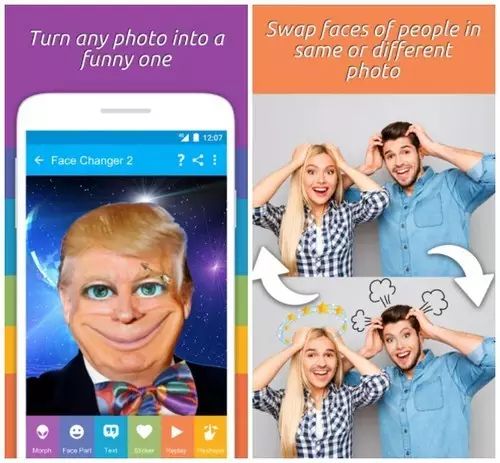 Turn any photo into a
funny one
12:07
Face Changer 2
?
Morph
Face Part
Text
Sticker
Replay
Reshape
Swap faces of people in
same or different
photo